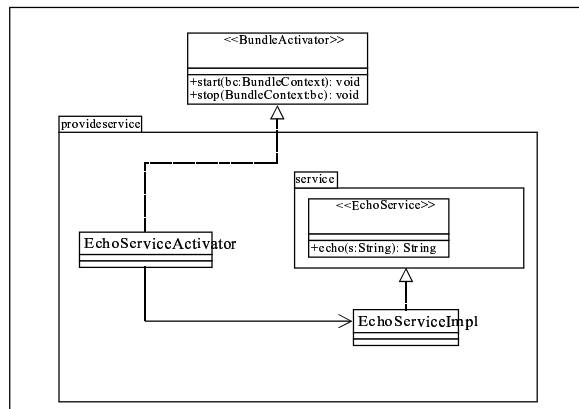 <<BundleActivator>>
+start(bc:BundleContext): void
+stop(BundleContext:bc): void
provideservice
service
<<EchoService>>
+echo(s:String): String
EchoServiceActivator
EchoServiceImpl